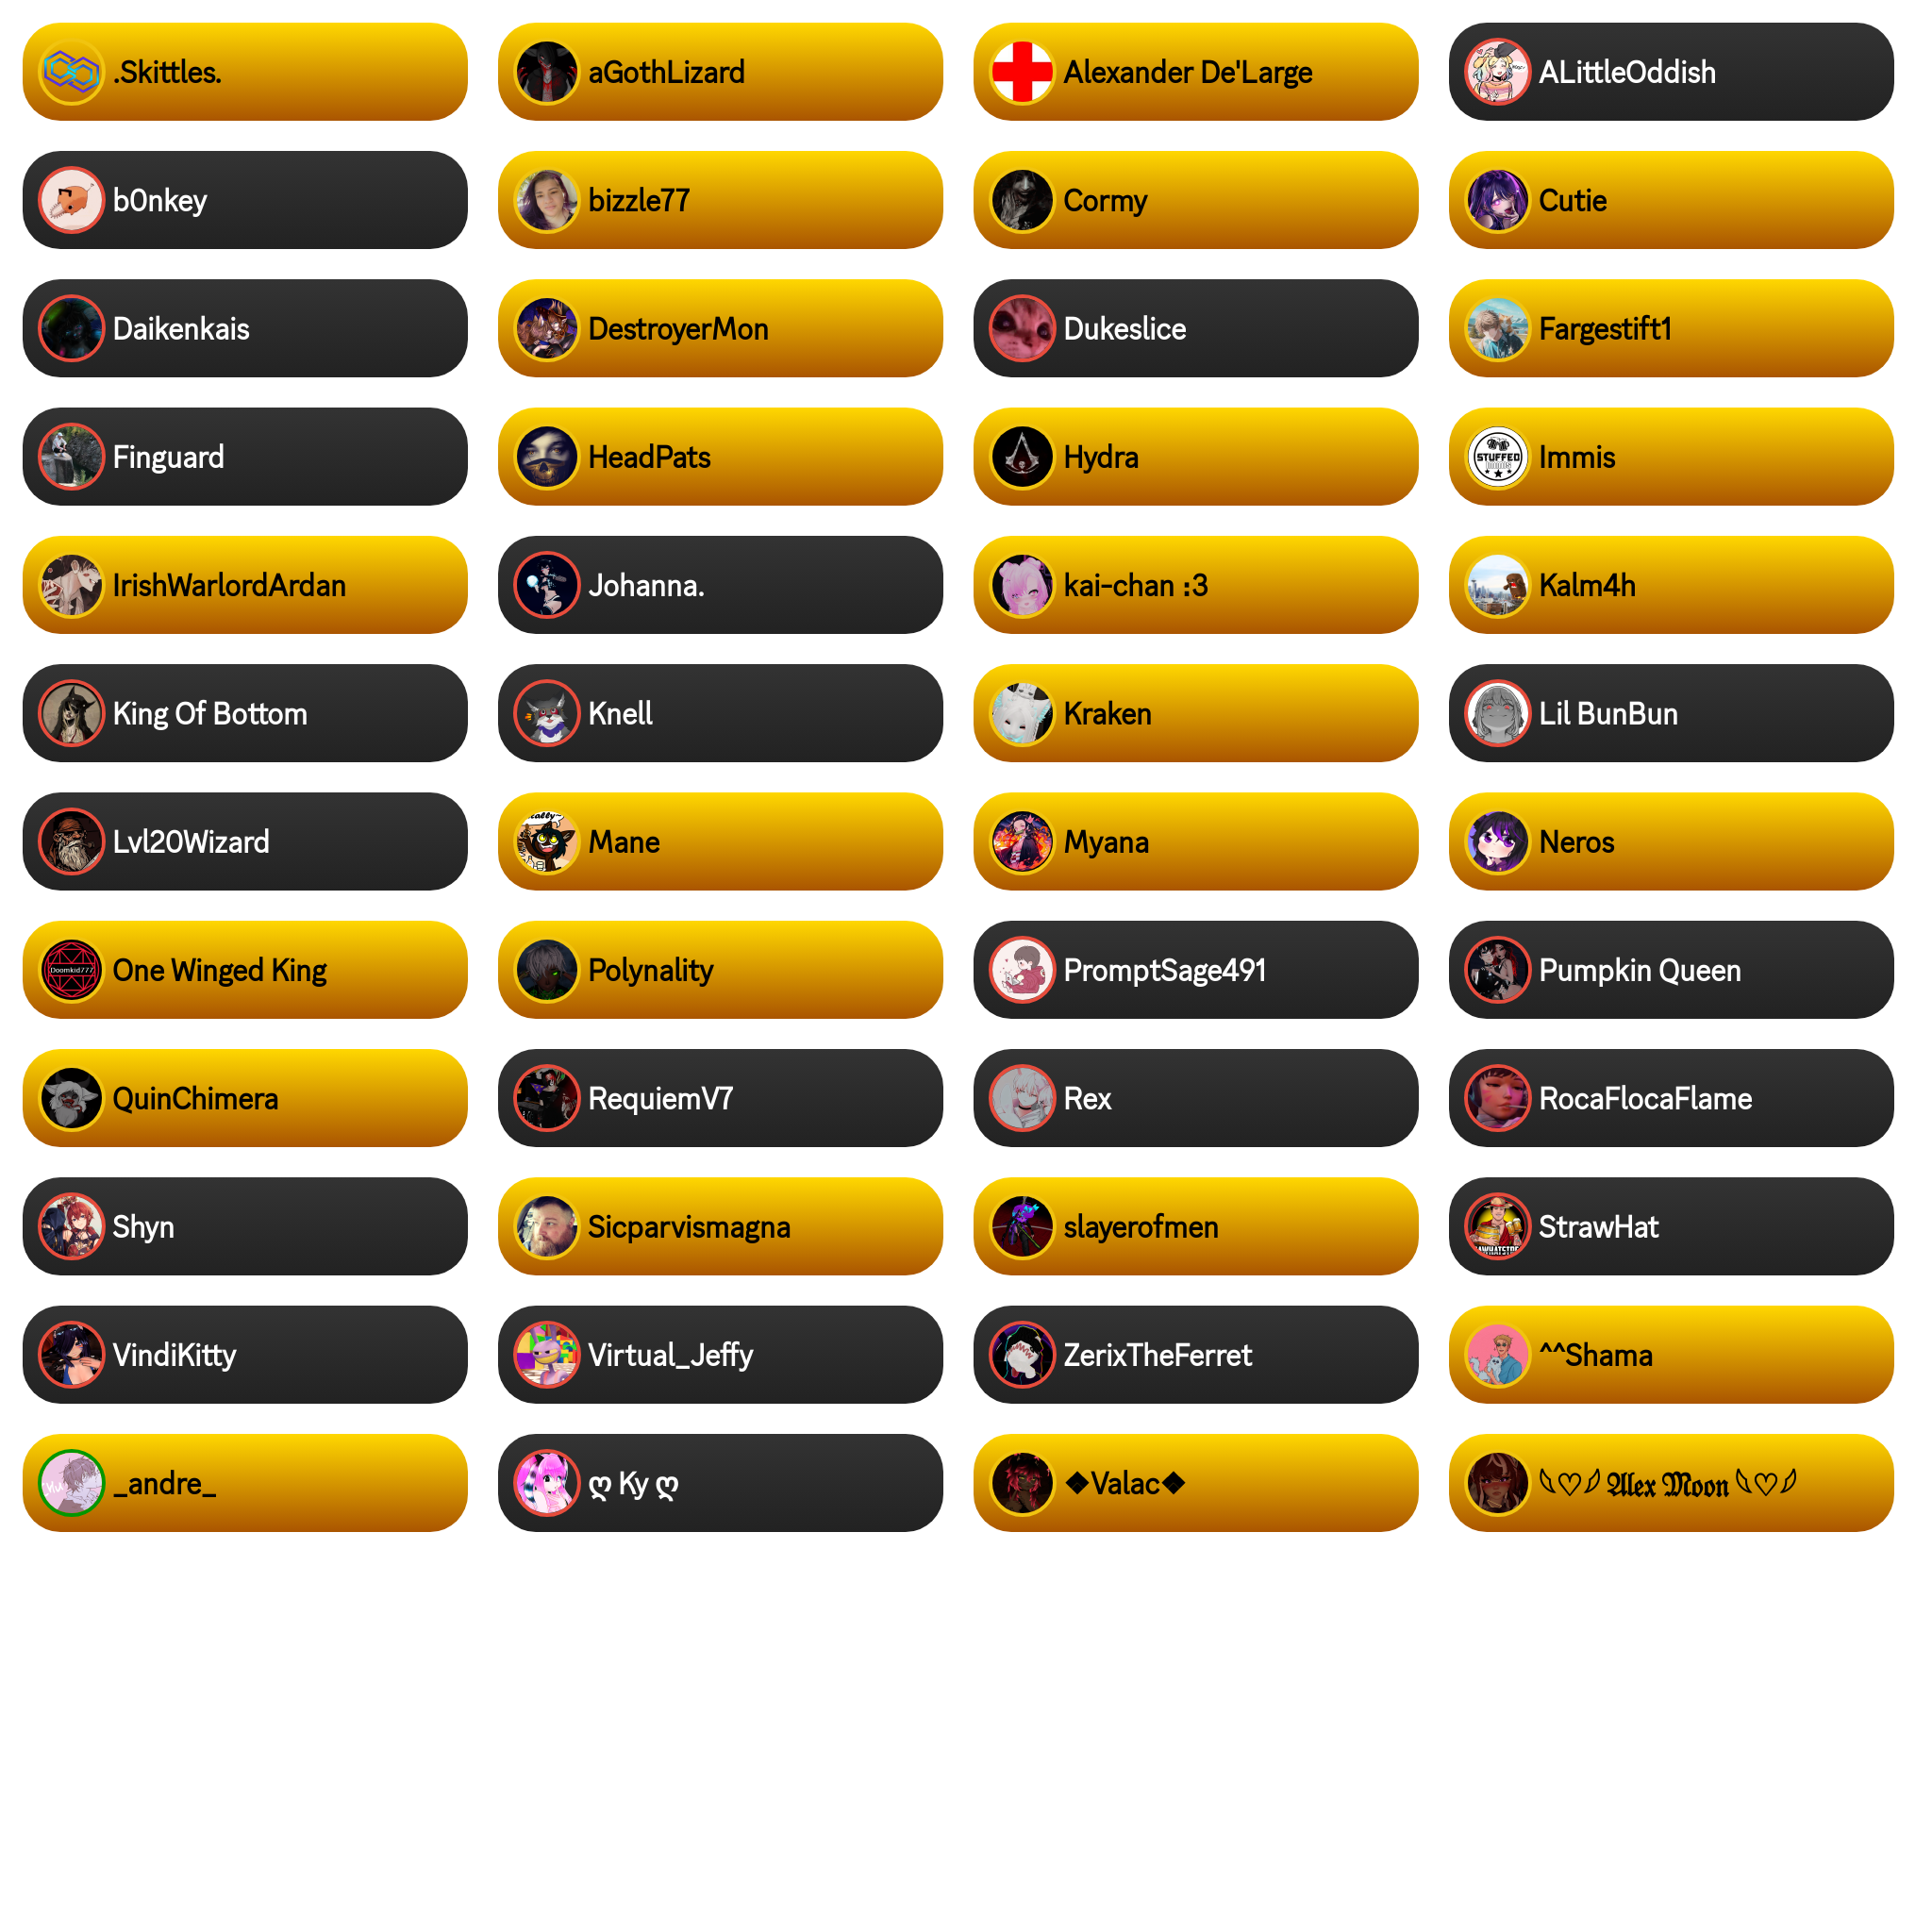 .Skittles.
aGothLizard
Alexander De'Large
ALittleOddish
b0nkey
bizzle77
Cormy
Cutie
Daikenkais
DestroyerMon
Dukeslice
Fargestift1
Finguard
HeadPats
Hydra
STUFFED
Immis
IrishWarlordArdan
Johanna.
kai-chan :3
Kalm4h
King Of Bottom
Knell
Kraken
Lil BunBun
Lvl20Wizard
Mane
Myana
Neros
Doomkid777
One Winged King
Polynality
PromptSage491
Pumpkin Queen
QuinChimera
RequiemV7
Rex
RocaFlocaFlame
Shyn
Sicparvismagna
slayerofmen
StrawHat
VindiKitty
Virtual_Jeffy
ZerixTheFerret
^^Shama
_andre_
ღ Ky ღ
◆Valac◆
𓆩♡𓆪 𝕬𝖑𝖊𝖝 𝕸𝖔𝖔𝖓 𓆩♡𓆪